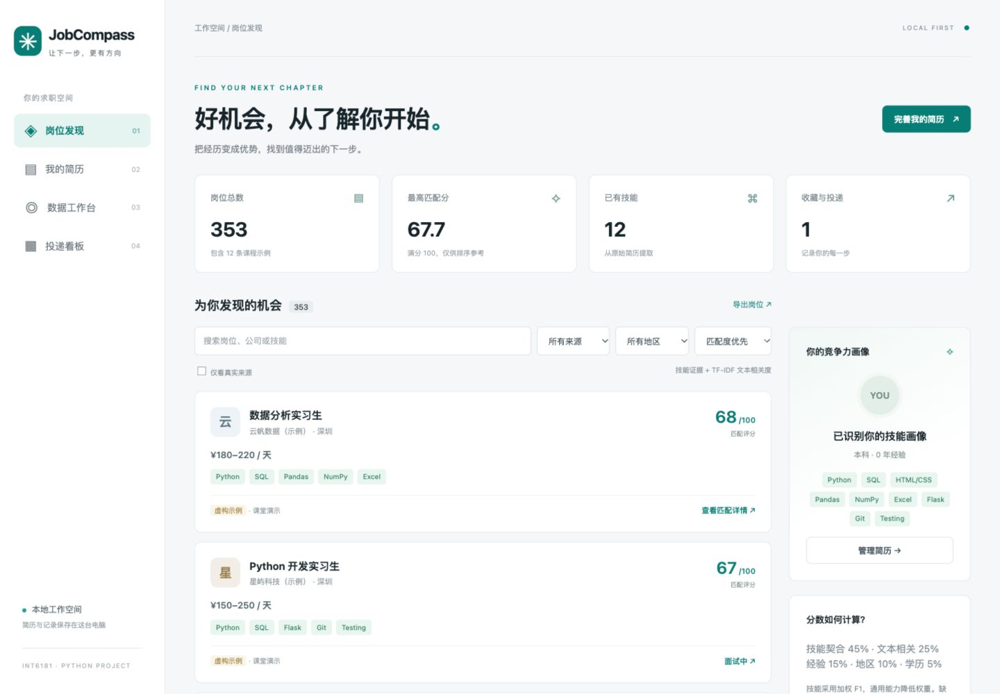 JobCompass
让下一步，更有方向
你的求职空间
岗位发现 01
我的简历 02
数据工作台 03
投递看板 04
本地工作空间
简历与记录保存在这台电脑
INT6181 · PYTHON PROJECT
工作空间 / 岗位发现
LOCAL FIRST
FIND YOUR NEXT CHAPTER
好机会，从了解你开始。
把经历变成优势，找到值得迈出的下一步。
完善我的简历 ↗
岗位总数
353
包含 12 条课程示例
最高匹配分
67.7
满分 100，仅供排序参考
已有技能
12
从原始简历提取
收藏与投递
1
记录你的每一步
为你发现的机会 353
导出岗位 ↗
搜索岗位、公司或技能
所有来源
所有地区
匹配度优先
仅看真实来源
技能证据 + TF-IDF 文本相关度
云
数据分析实习生
云帆数据（示例） · 深圳
68 /100
匹配评分
¥180–220 / 天
Python SQL Pandas NumPy Excel
虚构示例 · 课堂演示
查看匹配详情 ↗
星
Python 开发实习生
星屿科技（示例） · 深圳
67 /100
匹配评分
¥150–250 / 天
Python SQL Flask Git Testing
虚构示例 · 课堂演示
面试中 ↗
你的竞争力画像
YOU
已识别你的技能画像
本科 · 0 年经验
Python SQL HTML/CSS
Pandas NumPy Excel Flask
Git Testing
管理简历 →
分数如何计算?
技能契合 45% · 文本相关 25%
经验 15% · 地区 10% · 学历 5%
技能采用加权 F1，通用能力降低权重。缺